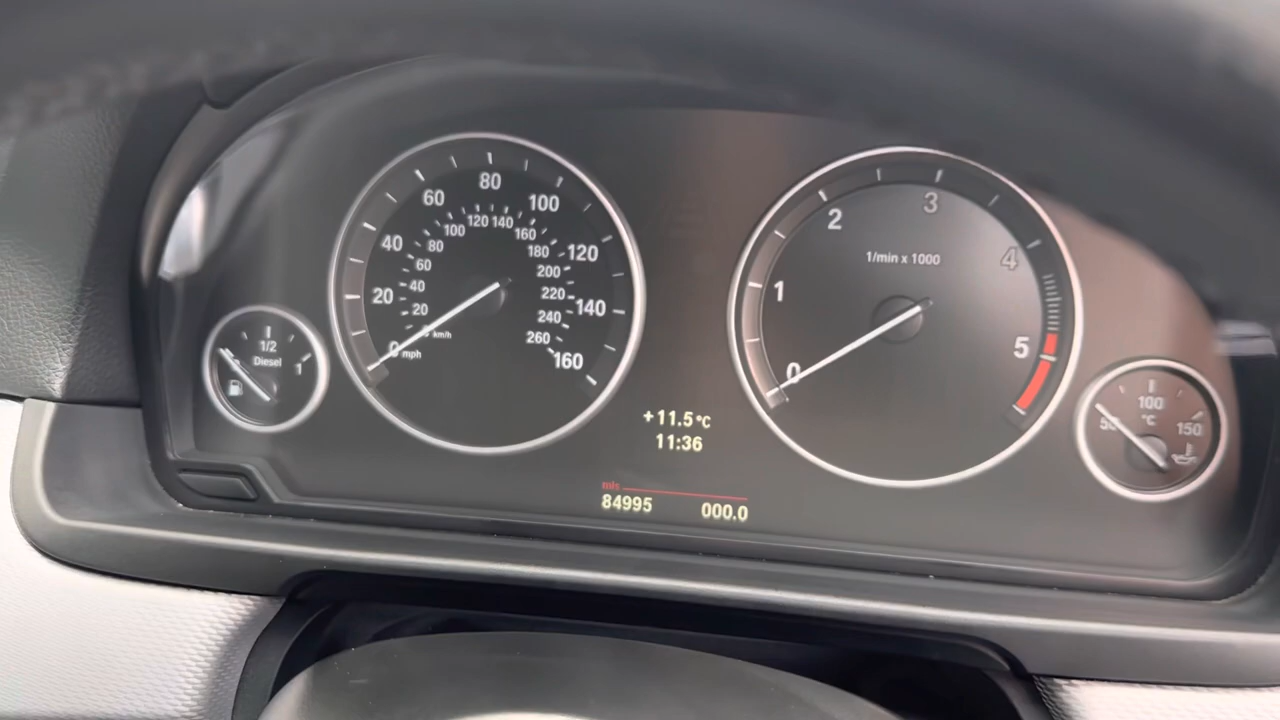 80
60 100
120 140
100 160
40 80 180 120
60 200
20 40 220 140
20 240
km/h 260
0 mph 160
3
2 4
1/min x 1000
1
5
0
1/2
Diesel
1
100
°C
50 150
+11.5°C
11:36
mls
84995 000.0